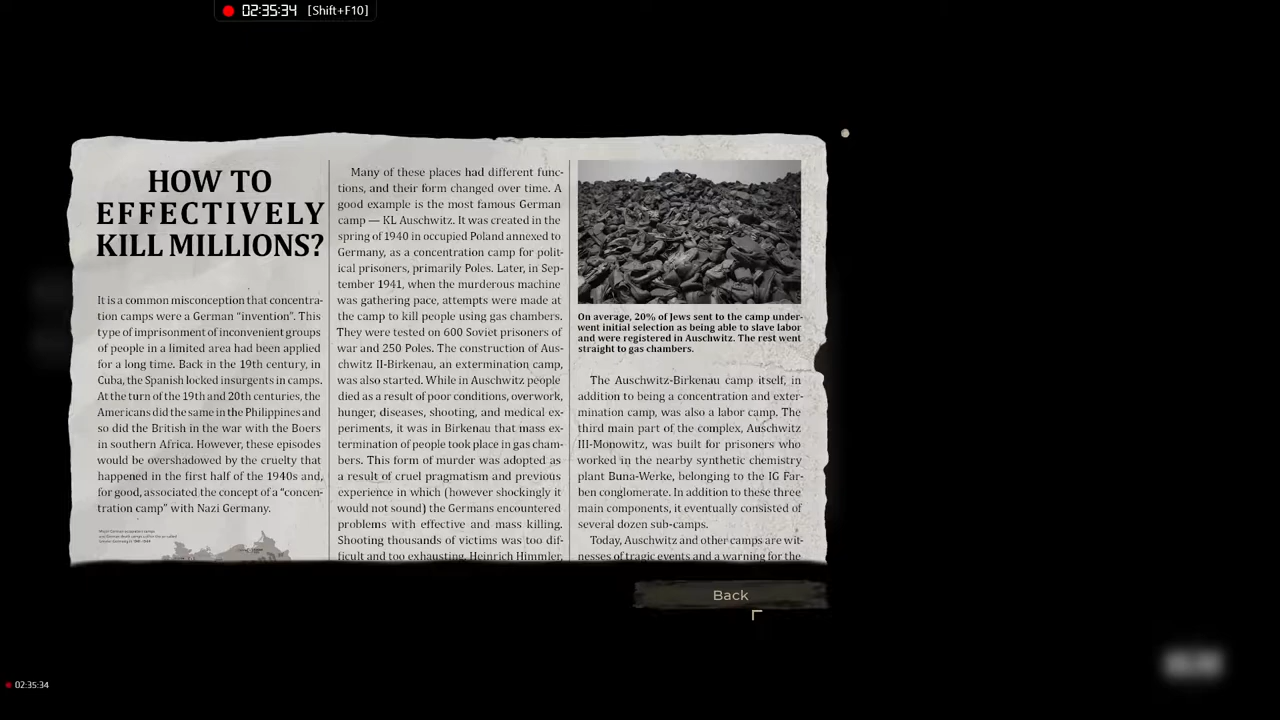 02:35:34 [Shift+F10]
HOW TO
EFFECTIVELY
KILL MILLIONS?
It is a common misconception that concentra-
tion camps were a German “invention”. This
type of imprisonment of inconvenient groups
of people in a limited area had been applied
for a long time. Back in the 19th century, in
Cuba, the Spanish locked insurgents in camps.
At the turn of the 19th and 20th centuries, the
Americans did the same in the Philippines and
so did the British in the war with the Boers
in southern Africa. However, these episodes
would be overshadowed by the cruelty that
happened in the first half of the 1940s and,
for good, associated the concept of a “concen-
tration camp” with Nazi Germany.
Many of these places had different func-
tions, and their form changed over time. A
good example is the most famous German
camp — KL Auschwitz. It was created in the
spring of 1940 in occupied Poland annexed to
Germany, as a concentration camp for polit-
ical prisoners, primarily Poles. Later, in Sep-
tember 1941, when the murderous machine
was gathering pace, attempts were made at
the camp to kill people using gas chambers.
They were tested on 600 Soviet prisoners of
war and 250 Poles. The construction of Aus-
chwitz II-Birkenau, an extermination camp,
was also started. While in Auschwitz people
died as a result of poor conditions, overwork,
hunger, diseases, shooting, and medical ex-
periments, it was in Birkenau that mass ex-
termination of people took place in gas cham-
bers. This form of murder was adopted as
a result of cruel pragmatism and previous
experience in which (however shockingly it
would not sound) the Germans encountered
problems with effective and mass killing.
Shooting thousands of victims was too dif-
ficult and too exhausting. Heinrich Himmler,
On average, 20% of Jews sent to the camp under-
went initial selection as being able to slave labor
and were registered in Auschwitz. The rest went
straight to gas chambers.
The Auschwitz-Birkenau camp itself, in
addition to being a concentration and exter-
mination camp, was also a labor camp. The
third main part of the complex, Auschwitz
III-Monowitz, was built for prisoners who
worked in the nearby synthetic chemistry
plant Buna-Werke, belonging to the IG Far-
ben conglomerate. In addition to these three
main components, it eventually consisted of
several dozen sub-camps.
Today, Auschwitz and other camps are wit-
nesses of tragic events and a warning for the
Back
02:35:34